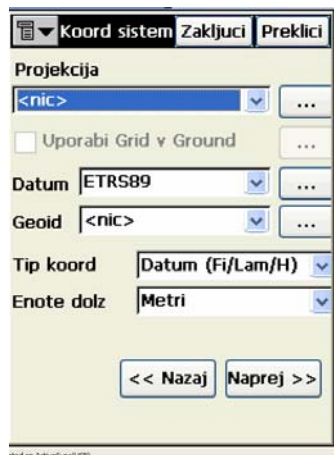 Koord sistem Zakljuci Preklici
Projekcija
<nic> ...
Uporabi Grid v Ground ...
Datum ETRS89 ...
Geoid <nic> ...
Tip koord Datum (Fi/Lam/H)
Enote dolz Metri
<< Nazaj Naprej >>